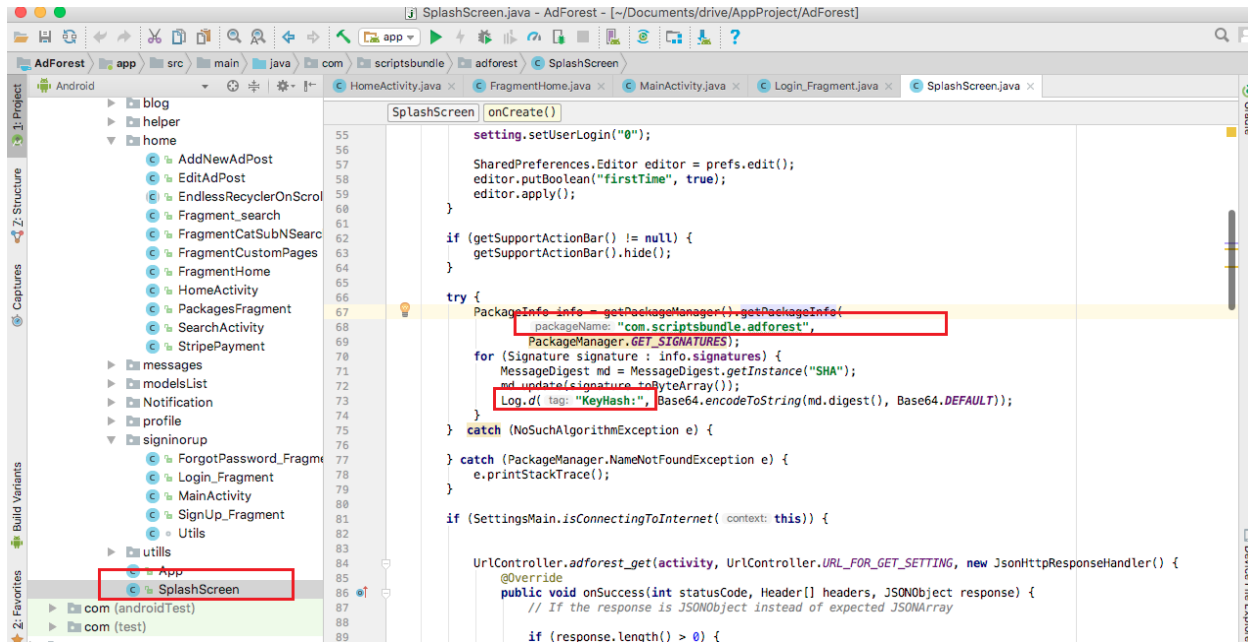 SplashScreen.java - AdForest - [~/Documents/drive/AppProject/AdForest]
app
AdForest app src main java com scriptsbundle adforest SplashScreen
Android
HomeActivity.java FragmentHome.java MainActivity.java Login_Fragment.java SplashScreen.java
SplashScreen onCreate()
1: Project
Z: Structure
Captures
Build Variants
2: Favorites
blog
helper
home
AddNewAdPost
EditAdPost
EndlessRecyclerOnScrol
Fragment_search
FragmentCatSubNSearc
FragmentCustomPages
FragmentHome
HomeActivity
PackagesFragment
SearchActivity
StripePayment
messages
modelsList
Notification
profile
signinorup
ForgotPassword_Fragme
Login_Fragment
MainActivity
SignUp_Fragment
Utils
utills
App
SplashScreen
com (androidTest)
com (test)
55 setting.setUserLogin("0");
56
57 SharedPreferences.Editor editor = prefs.edit();
58 editor.putBoolean("firstTime", true);
59 editor.apply();
60 }
61
62 if (getSupportActionBar() != null) {
63 getSupportActionBar().hide();
64 }
65
66 try {
67 PackageInfo info = getPackageManager().getPackageInfo(
68 packageName: "com.scriptsbundle.adforest",
69 PackageManager.GET_SIGNATURES);
70 for (Signature signature : info.signatures) {
71 MessageDigest md = MessageDigest.getInstance("SHA");
72 md.update(signature.toByteArray());
73 Log.d( tag: "KeyHash:", Base64.encodeToString(md.digest(), Base64.DEFAULT));
74 }
75 } catch (NoSuchAlgorithmException e) {
76
77 } catch (PackageManager.NameNotFoundException e) {
78 e.printStackTrace();
79 }
80
81 if (SettingsMain.isConnectingToInternet( context: this)) {
82
83
84 UrlController.adforest_get(activity, UrlController.URL_FOR_GET_SETTING, new JsonHttpResponseHandler() {
85 @Override
86 public void onSuccess(int statusCode, Header[] headers, JSONObject response) {
87 // If the response is JSONObject instead of expected JSONArray
88
89 if (response.length() > 0) {